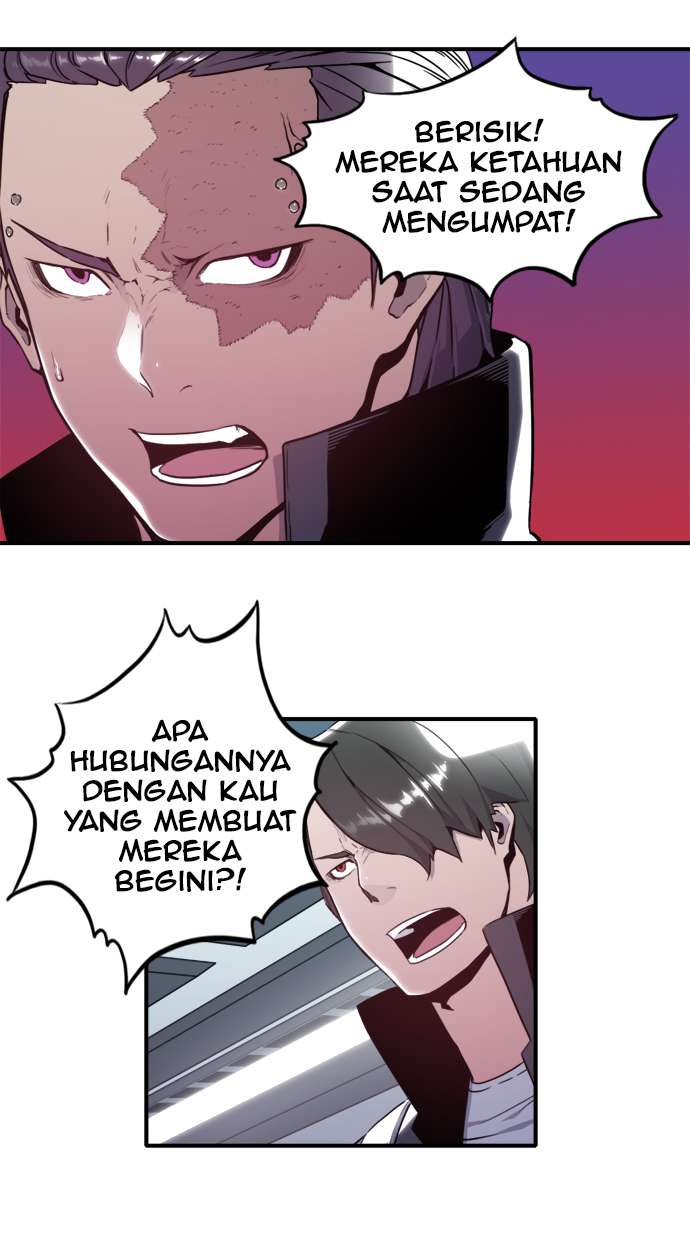 BERISIK!
MEREKA KETAHUAN
SAAT SEDANG
MENGUMPAT!
APA
HUBUNGANNYA
DENGAN KAU
YANG MEMBUAT
MEREKA
BEGINI?!